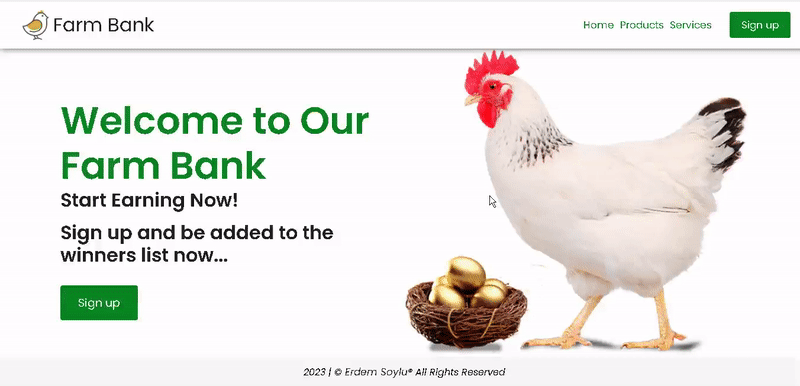 Farm Bank
Home Products Services
Sign up
Welcome to Our
Farm Bank
Start Earning Now!
Sign up and be added to the
winners list now...
Sign up
2023 | © Erdem Soylu® All Rights Reserved